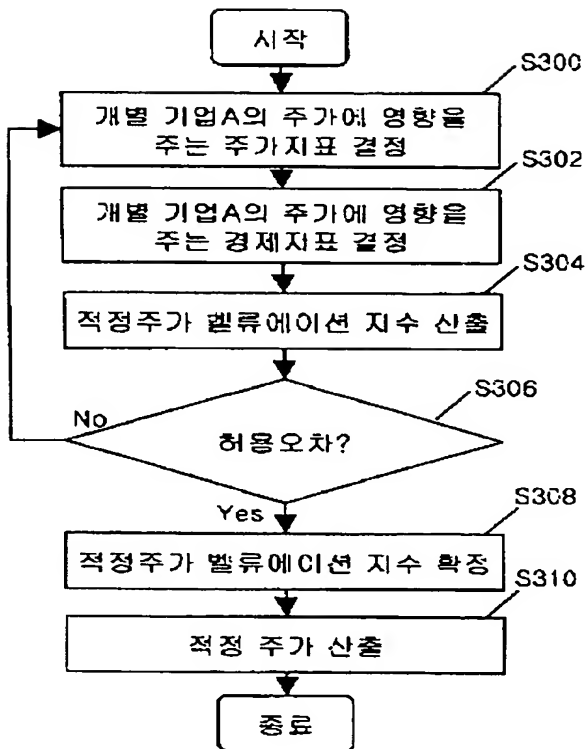 시작
S300
개별 기업A의 주가에 영향을
주는 주가지표 결정
S302
개별 기업A의 주가에 영향을
주는 경제지표 결정
S304
적정주가 벨류에이션 지수 산출
S306
No
허용오차?
Yes
S308
적정주가 벨류에이션 지수 확정
S310
적정 주가 산출
종료